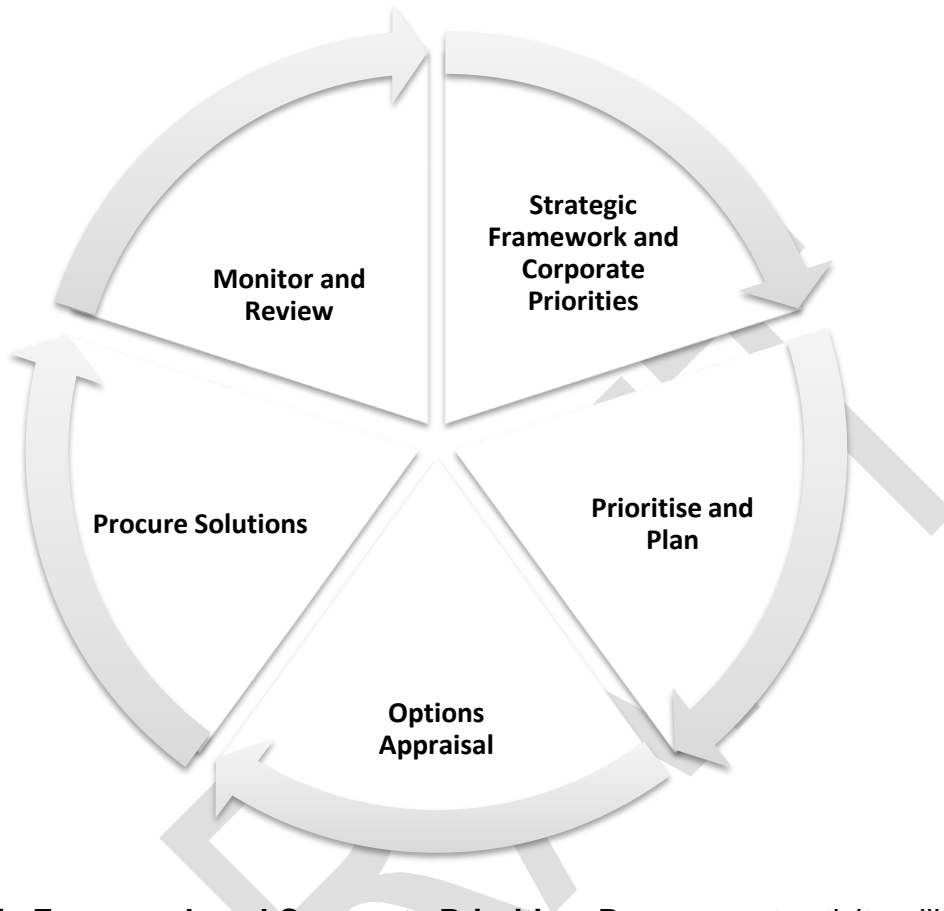 Strategic
Framework and
Corporate
Priorities
Prioritise and
Plan
Options
Appraisal
Procure Solutions
Monitor and
Review